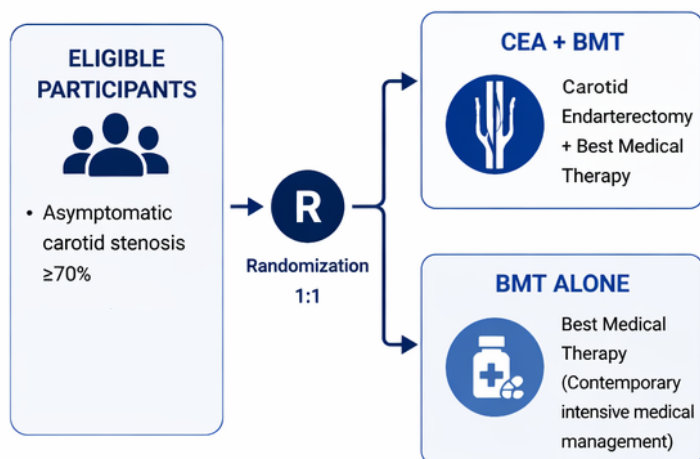 ELIGIBLE
PARTICIPANTS
• Asymptomatic
carotid stenosis
≥70%
R
Randomization
1:1
CEA + BMT
Carotid
Endarterectomy
+ Best Medical
Therapy
BMT ALONE
Best Medical
Therapy
(Contemporary
intensive medical
management)